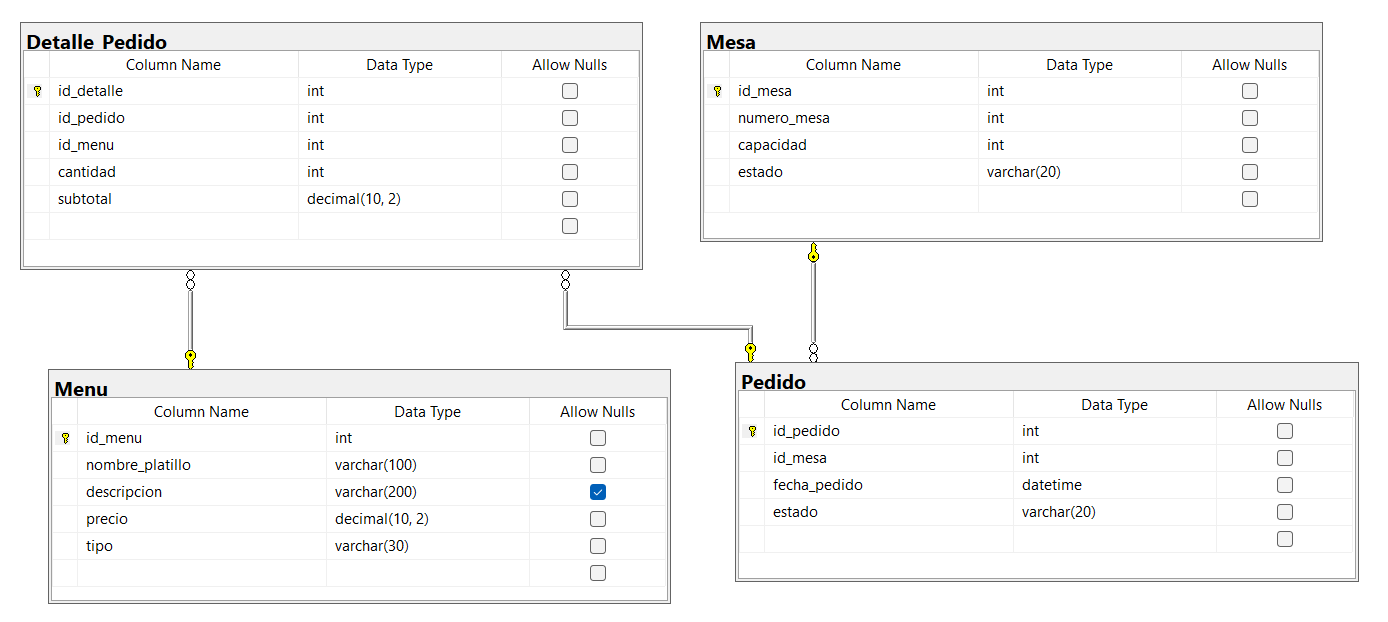 Detalle_Pedido
Column Name Data Type Allow Nulls
id_detalle int
id_pedido int
id_menu int
cantidad int
subtotal decimal(10, 2)
Mesa
Column Name Data Type Allow Nulls
id_mesa int
numero_mesa int
capacidad int
estado varchar(20)
Menu
Column Name Data Type Allow Nulls
id_menu int
nombre_platillo varchar(100)
descripcion varchar(200)
precio decimal(10, 2)
tipo varchar(30)
Pedido
Column Name Data Type Allow Nulls
id_pedido int
id_mesa int
fecha_pedido datetime
estado varchar(20)